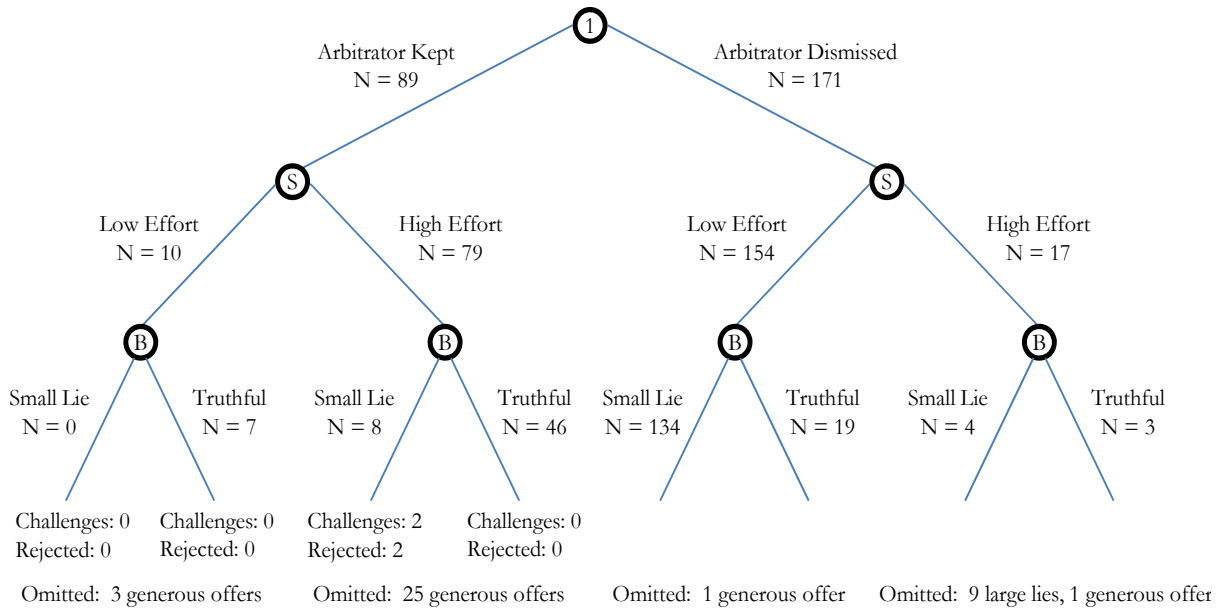 1
Arbitrator Kept
N = 89
Arbitrator Dismissed
N = 171
S
S
Low Effort
N = 10
High Effort
N = 79
Low Effort
N = 154
High Effort
N = 17
B
B
B
B
Small Lie
N = 0
Truthful
N = 7
Small Lie
N = 8
Truthful
N = 46
Small Lie
N = 134
Truthful
N = 19
Small Lie
N = 4
Truthful
N = 3
Challenges: 0
Rejected: 0
Challenges: 0
Rejected: 0
Challenges: 2
Rejected: 2
Challenges: 0
Rejected: 0
Omitted: 3 generous offers
Omitted: 25 generous offers
Omitted: 1 generous offer
Omitted: 9 large lies, 1 generous offer